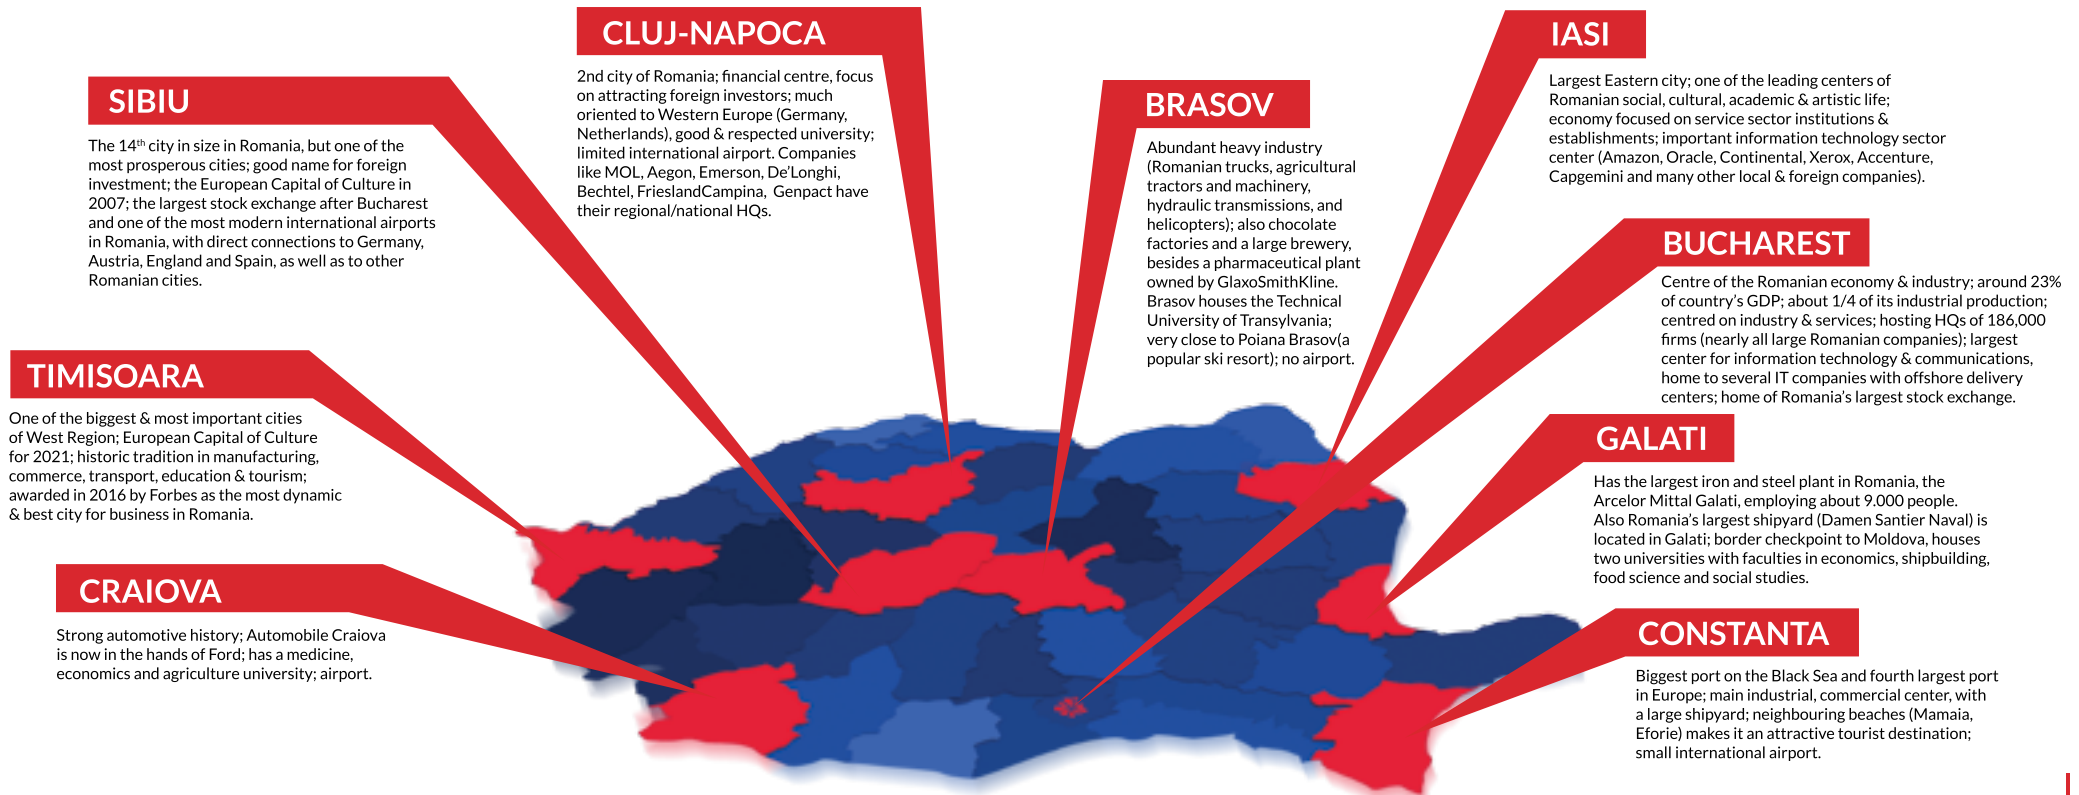 CLUJ-NAPOCA
2nd city of Romania; financial centre, focus
on attracting foreign investors; much
oriented to Western Europe (Germany,
Netherlands), good & respected university;
limited international airport. Companies
like MOL, Aegon, Emerson, De'Longhi,
Bechtel, FrieslandCampina, Genpact have
their regional/national HQs.
IASI
Largest Eastern city; one of the leading centers of
Romanian social, cultural, academic & artistic life;
economy focused on service sector institutions &
establishments; important information technology sector
center (Amazon, Oracle, Continental, Xerox, Accenture,
Capgemini and many other local & foreign companies).
SIBIU
The 14th city in size in Romania, but one of the
most prosperous cities; good name for foreign
investment; the European Capital of Culture in
2007; the largest stock exchange after Bucharest
and one of the most modern international airports
in Romania, with direct connections to Germany,
Austria, England and Spain, as well as to other
Romanian cities.
BRASOV
Abundant heavy industry
(Romanian trucks, agricultural
tractors and machinery,
hydraulic transmissions, and
helicopters); also chocolate
factories and a large brewery,
besides a pharmaceutical plant
owned by GlaxoSmithKline.
Brasov houses the Technical
University of Transylvania;
very close to Poiana Brasov(a
popular ski resort); no airport.
BUCHAREST
Centre of the Romanian economy & industry; around 23%
of country's GDP; about 1/4 of its industrial production;
centred on industry & services; hosting HQs of 186,000
firms (nearly all large Romanian companies); largest
center for information technology & communications,
home to several IT companies with offshore delivery
centers; home of Romania's largest stock exchange.
TIMISOARA
One of the biggest & most important cities
of West Region; European Capital of Culture
for 2021; historic tradition in manufacturing,
commerce, transport, education & tourism;
awarded in 2016 by Forbes as the most dynamic
& best city for business in Romania.
GALATI
Has the largest iron and steel plant in Romania, the
Arcelor Mittal Galati, employing about 9.000 people.
Also Romania's largest shipyard (Damen Santier Naval) is
located in Galati; border checkpoint to Moldova, houses
two universities with faculties in economics, shipbuilding,
food science and social studies.
CRAIOVA
Strong automotive history; Automobile Craiova
is now in the hands of Ford; has a medicine,
economics and agriculture university; airport.
CONSTANTA
Biggest port on the Black Sea and fourth largest port
in Europe; main industrial, commercial center, with
a large shipyard; neighbouring beaches (Mamaia,
Eforie) makes it an attractive tourist destination;
small international airport.